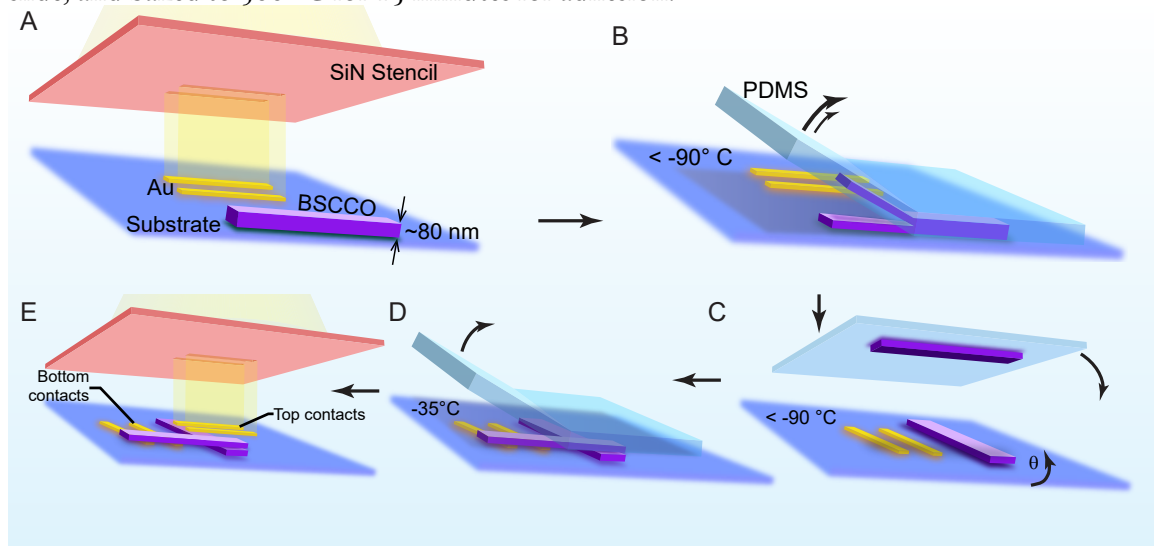 A
SiN Stencil
Au
BSCCO
Substrate
~80 nm
B
PDMS
< -90° C
E
Bottom
contacts
Top contacts
D
-35°C
C
< -90 °C
θ